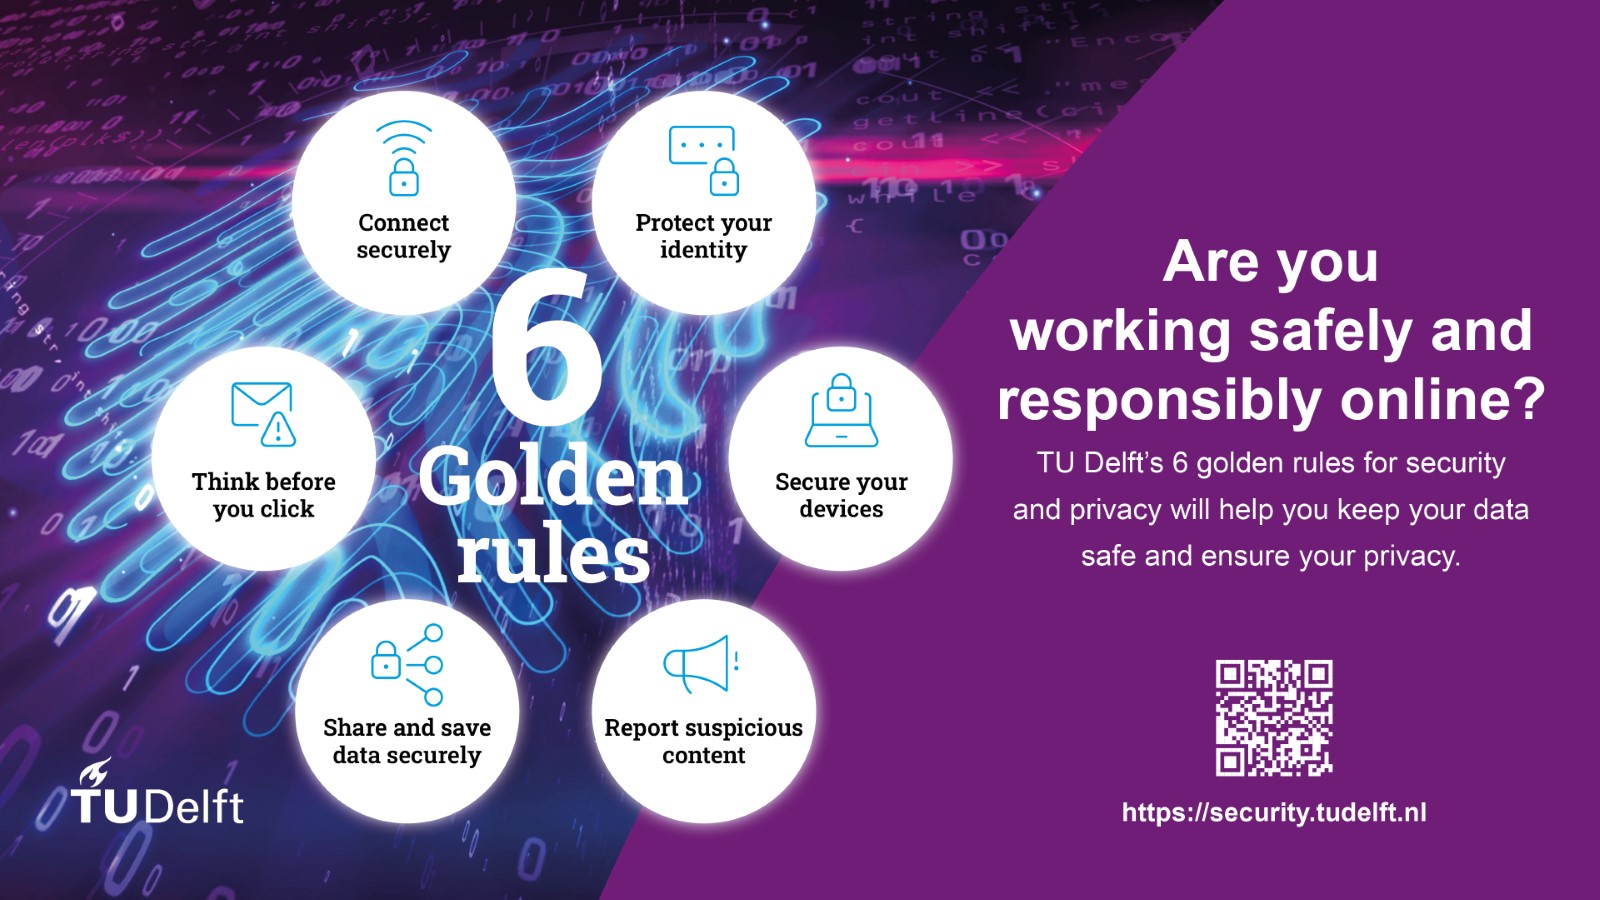 Connect
securely
Protect your
identity
6
Golden
rules
Think before
you click
Secure your
devices
Share and save
data securely
Report suspicious
content
TU Delft
Are you
working safely and
responsibly online?
TU Delft’s 6 golden rules for security
and privacy will help you keep your data
safe and ensure your privacy.
https://security.tudelft.nl